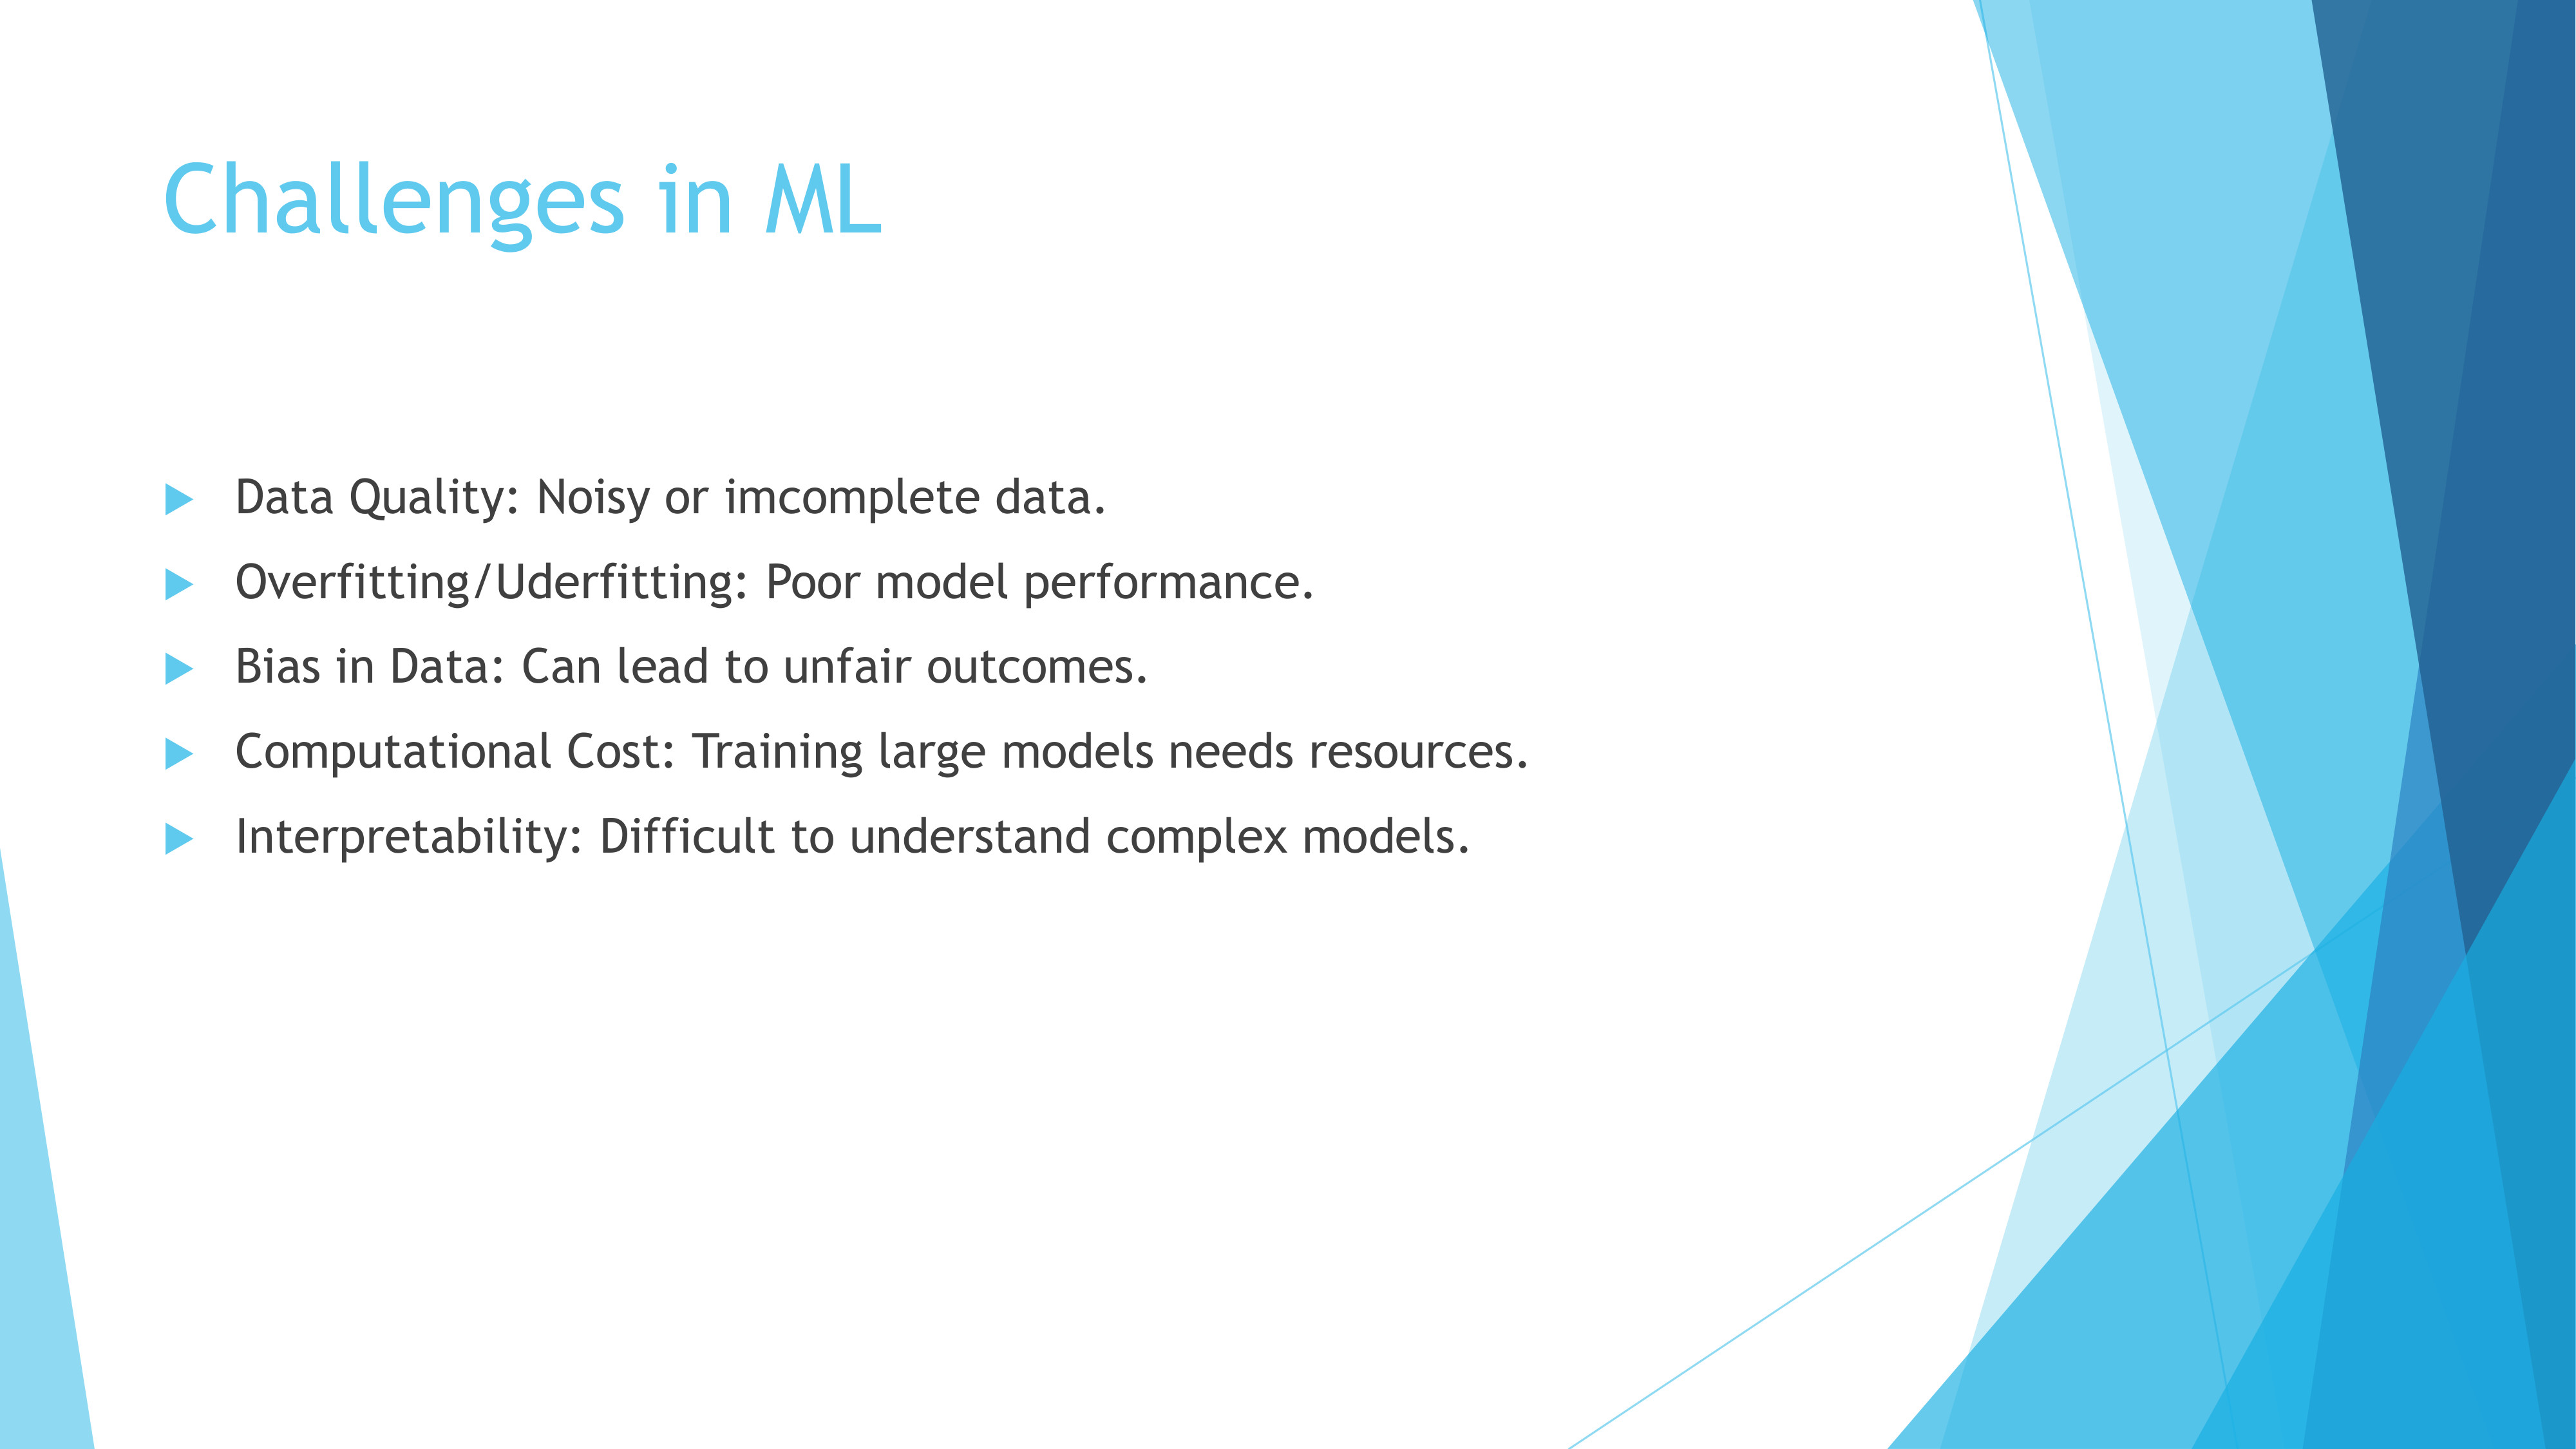 Challenges in ML
Data Quality: Noisy or imcomplete data.
Overfitting/Uderfitting: Poor model performance.
Bias in Data: Can lead to unfair outcomes.
Computational Cost: Training large models needs resources.
Interpretability: Difficult to understand complex models.